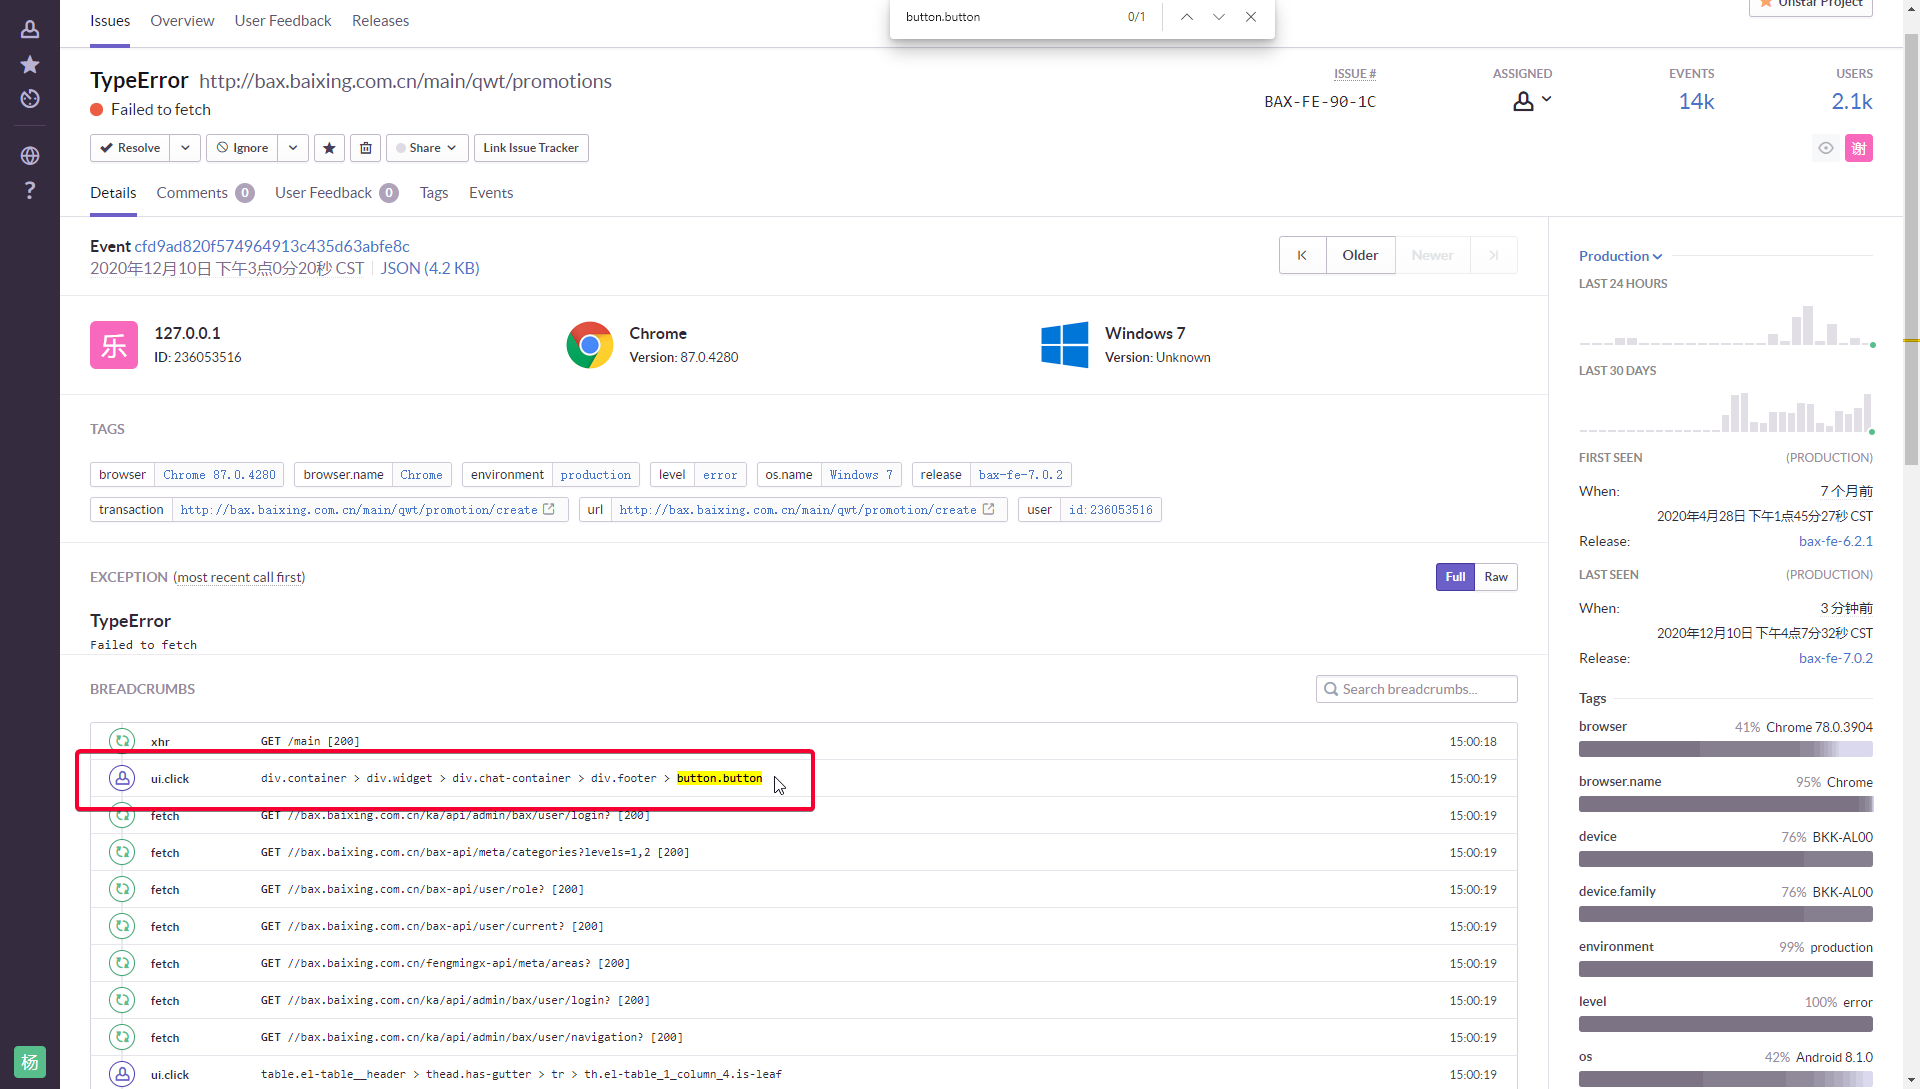 Issues Overview User Feedback Releases
button.button 0/1
Unstar Project
TypeError http://bax.baixing.com.cn/main/qwt/promotions
Failed to fetch
ISSUE # ASSIGNED EVENTS USERS
BAX-FE-90-1C 14k 2.1k
Resolve Ignore Share Link Issue Tracker
谢
Details Comments 0 User Feedback 0 Tags Events
Event cfd9ad820f574964913c435d63abfe8c
2020年12月10日 下午3点0分20秒 CST JSON (4.2 KB)
Older Newer
乐
127.0.0.1
ID: 236053516
Chrome
Version: 87.0.4280
Windows 7
Version: Unknown
TAGS
browser Chrome 87.0.4280 browser.name Chrome environment production level error os.name Windows 7 release bax-fe-7.0.2
transaction http://bax.baixing.com.cn/main/qwt/promotion/create url http://bax.baixing.com.cn/main/qwt/promotion/create user id:236053516
EXCEPTION (most recent call first)
Full Raw
TypeError
Failed to fetch
BREADCRUMBS
Search breadcrumbs...
xhr GET /main [200] 15:00:18
ui.click div.container > div.widget > div.chat-container > div.footer > button.button 15:00:19
fetch GET //bax.baixing.com.cn/ka/api/admin/bax/user/login? [200] 15:00:19
fetch GET //bax.baixing.com.cn/bax-api/meta/categories?levels=1,2 [200] 15:00:19
fetch GET //bax.baixing.com.cn/bax-api/user/role? [200] 15:00:19
fetch GET //bax.baixing.com.cn/bax-api/user/current? [200] 15:00:19
fetch GET //bax.baixing.com.cn/fengmingx-api/meta/areas? [200] 15:00:19
fetch GET //bax.baixing.com.cn/ka/api/admin/bax/user/login? [200] 15:00:19
fetch GET //bax.baixing.com.cn/ka/api/admin/bax/user/navigation? [200] 15:00:19
ui.click table.el-table__header > thead.has-gutter > tr > th.el-table_1_column_4.is-leaf 15:00:19
杨
Production
LAST 24 HOURS
LAST 30 DAYS
FIRST SEEN (PRODUCTION)
When: 7 个月前
2020年4月28日 下午1点45分27秒 CST
Release: bax-fe-6.2.1
LAST SEEN (PRODUCTION)
When: 3 分钟前
2020年12月10日 下午4点7分32秒 CST
Release: bax-fe-7.0.2
Tags
browser 41% Chrome 78.0.3904
browser.name 95% Chrome
device 76% BKK-AL00
device.family 76% BKK-AL00
environment 99% production
level 100% error
os 42% Android 8.1.0